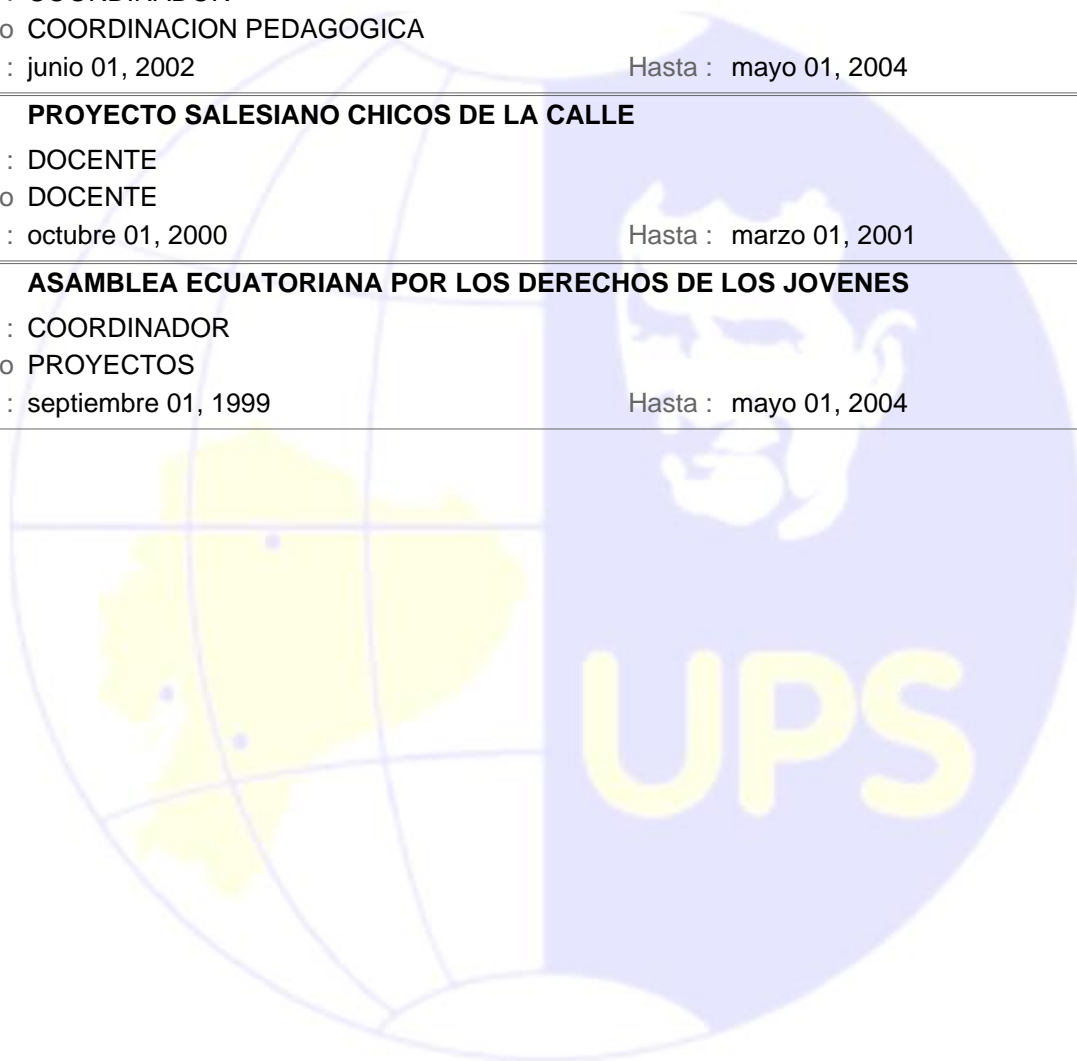 : COORDINADOR
o COORDINACION PEDAGOGICA
: junio 01, 2002 Hasta : mayo 01, 2004
PROYECTO SALESIANO CHICOS DE LA CALLE
: DOCENTE
o DOCENTE
: octubre 01, 2000 Hasta : marzo 01, 2001
ASAMBLEA ECUATORIANA POR LOS DERECHOS DE LOS JOVENES
: COORDINADOR
o PROYECTOS
: septiembre 01, 1999 Hasta : mayo 01, 2004
UPS